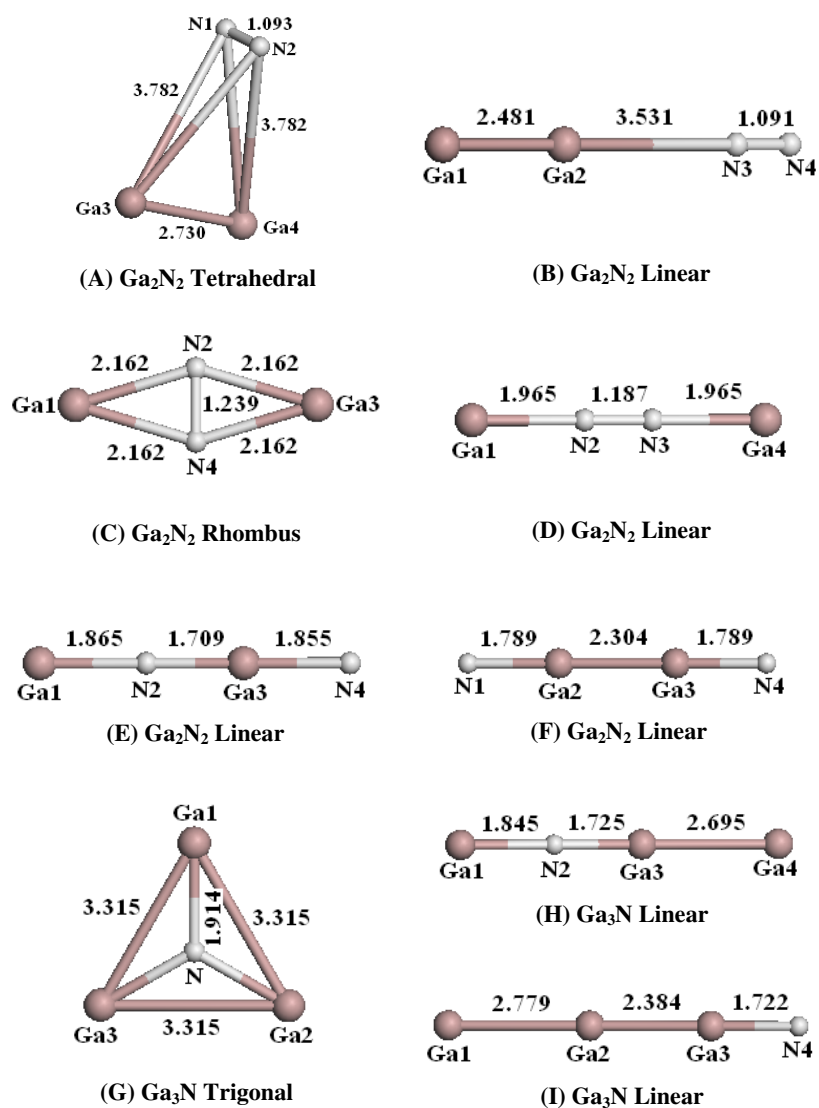 N1 1.093
N2
3.782
3.782
Ga3
Ga4
2.730
(A) Ga₂N₂ Tetrahedral
2.481 3.531 1.091
Ga1 Ga2 N3 N4
(B) Ga₂N₂ Linear
N2
2.162 2.162
Ga1 1.239 Ga3
2.162 2.162
N4
(C) Ga₂N₂ Rhombus
1.965 1.187 1.965
Ga1 N2 N3 Ga4
(D) Ga₂N₂ Linear
1.865 1.709 1.855
Ga1 N2 Ga3 N4
(E) Ga₂N₂ Linear
1.789 2.304 1.789
N1 Ga2 Ga3 N4
(F) Ga₂N₂ Linear
Ga1
3.315 1.914 3.315
N
Ga3 3.315 Ga2
(G) Ga₃N Trigonal
1.845 1.725 2.695
Ga1 N2 Ga3 Ga4
(H) Ga₃N Linear
2.779 2.384 1.722
Ga1 Ga2 Ga3 N4
(I) Ga₃N Linear